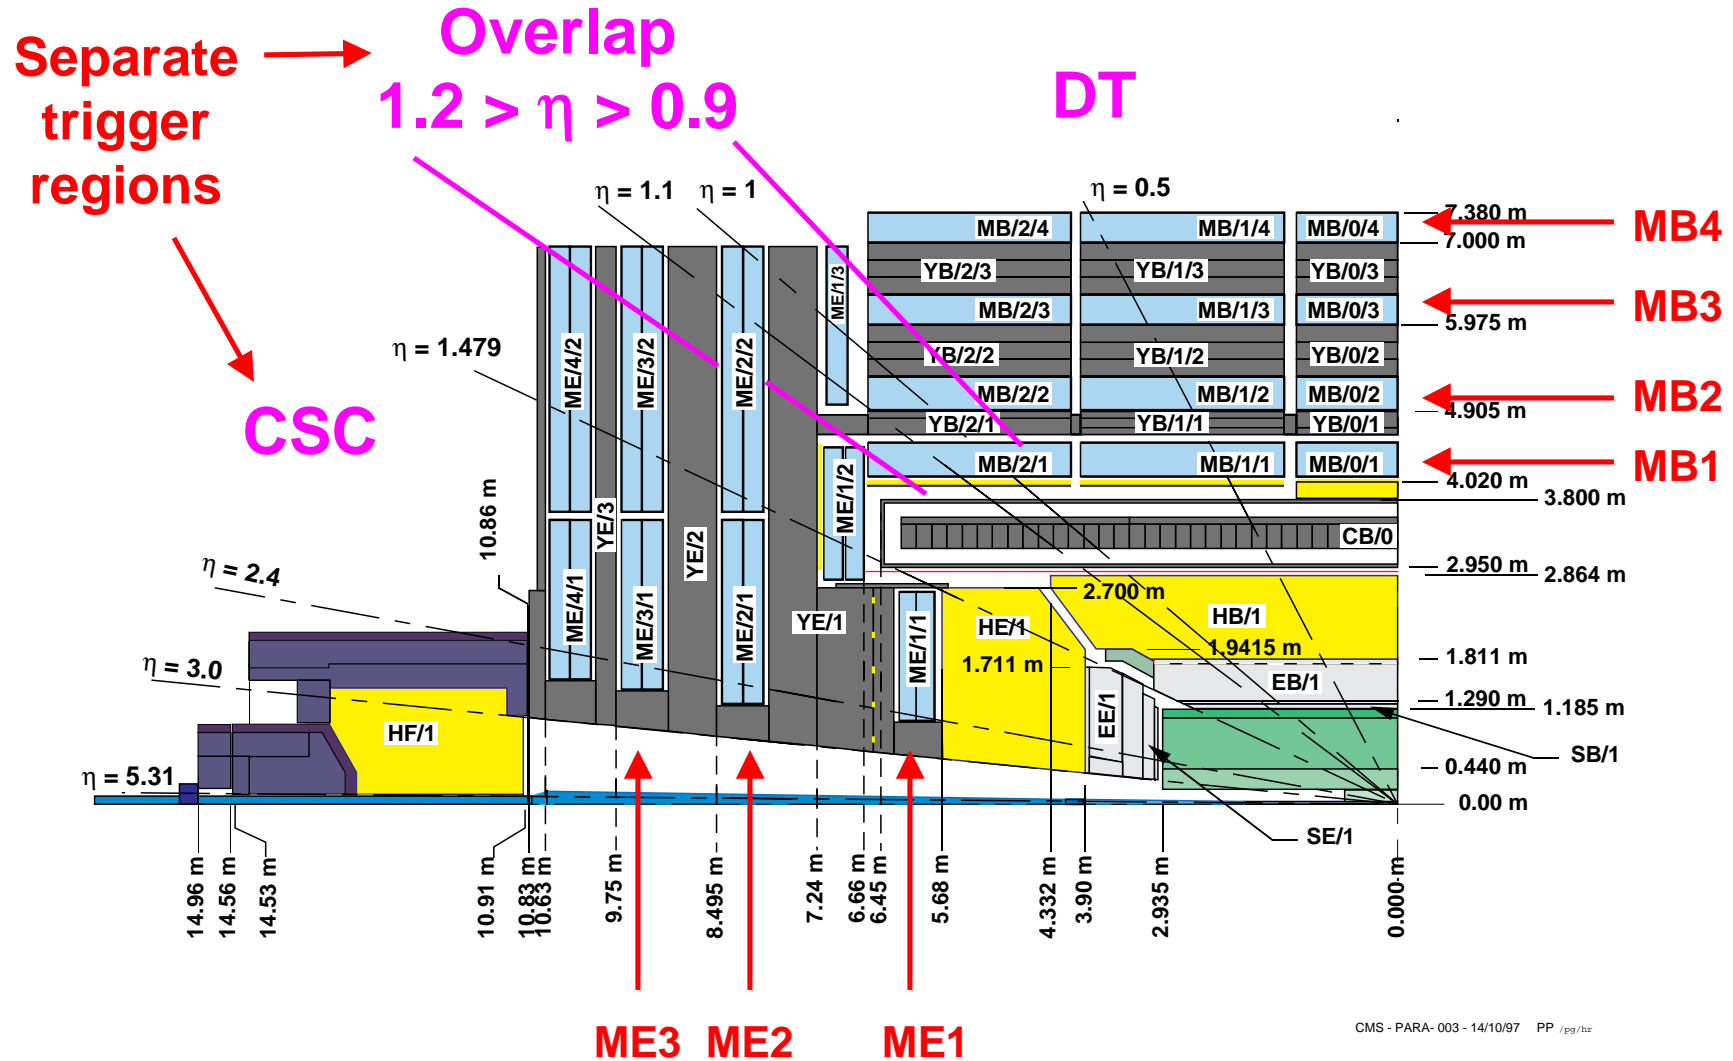 Separate
trigger
regions
Overlap
1.2 > η > 0.9
DT
CSC
η = 1.1
η = 1
η = 0.5
η = 1.479
η = 2.4
η = 3.0
η = 5.31
MB/2/4
MB/1/4
MB/0/4
YB/2/3
YB/1/3
YB/0/3
MB/2/3
MB/1/3
MB/0/3
YB/2/2
YB/1/2
YB/0/2
MB/2/2
MB/1/2
MB/0/2
YB/2/1
YB/1/1
YB/0/1
MB/2/1
MB/1/1
MB/0/1
7.380 m
7.000 m
5.975 m
4.905 m
4.020 m
3.800 m
2.950 m
2.864 m
1.811 m
1.290 m
1.185 m
0.440 m
0.00 m
MB4
MB3
MB2
MB1
ME/4/2
ME/3/2
ME/2/2
ME/1/3
ME/1/2
YE/3
YE/2
ME/4/1
ME/3/1
ME/2/1
YE/1
ME/1/1
10.86 m
CB/0
2.700 m
HE/1
HB/1
1.9415 m
1.711 m
EB/1
EE/1
SB/1
SE/1
HF/1
14.96 m
14.56 m
14.53 m
10.91 m
10.83 m
10.63 m
9.75 m
8.495 m
7.24 m
6.66 m
6.45 m
5.68 m
4.332 m
3.90 m
2.935 m
0.000 m
ME3
ME2
ME1
CMS - PARA- 003 - 14/10/97 PP /pg/hr